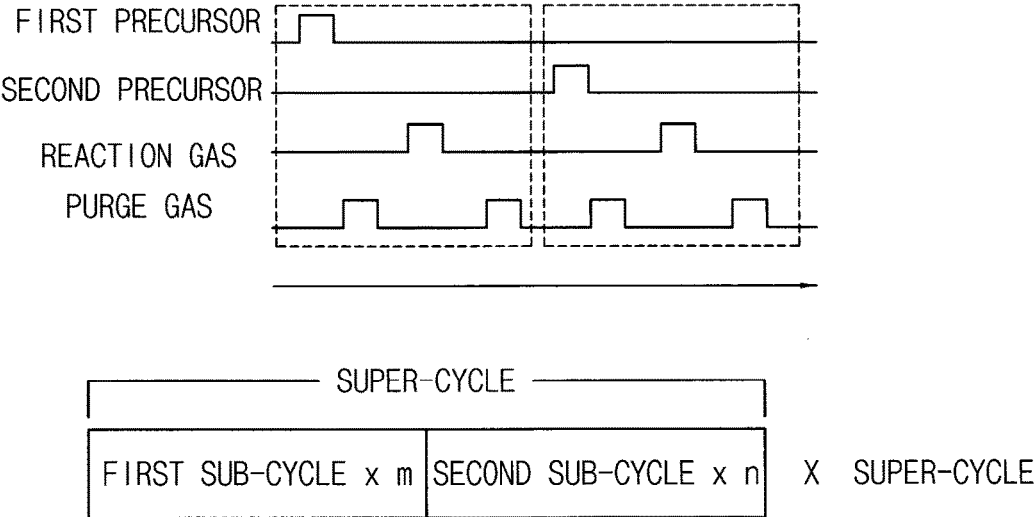 FIRST PRECURSOR
SECOND PRECURSOR
REACTION GAS
PURGE GAS
SUPER-CYCLE
FIRST SUB-CYCLE x m SECOND SUB-CYCLE x n X SUPER-CYCLE